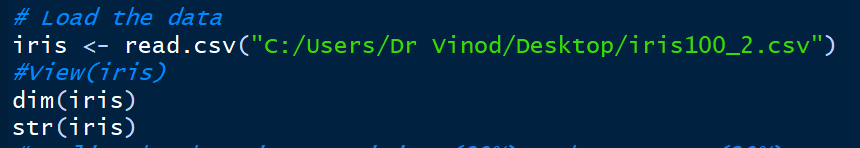 # Load the data
iris <- read.csv("C:/Users/Dr Vinod/Desktop/iris100_2.csv")
#View(iris)
dim(iris)
str(iris)